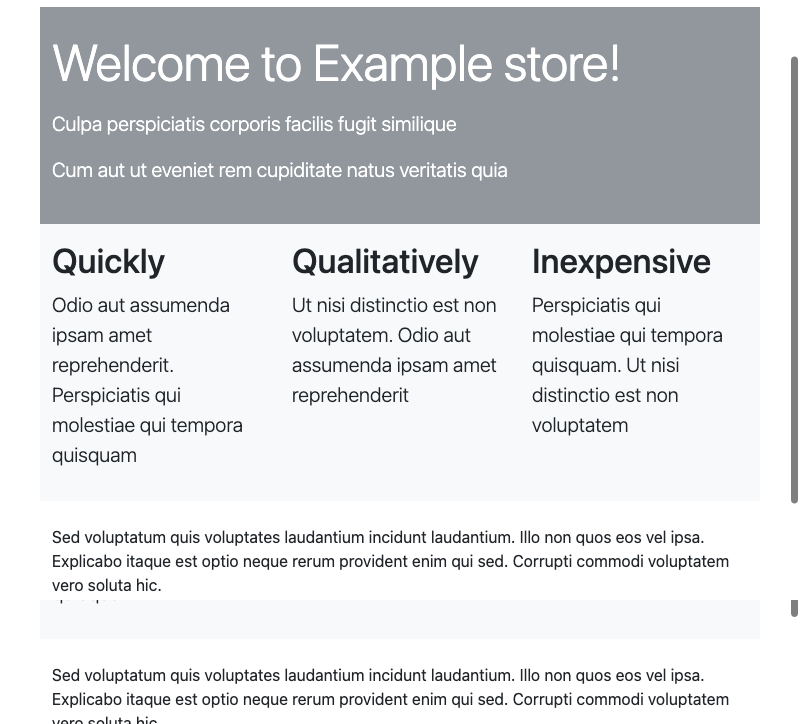 Welcome to Example store!
Culpa perspiciatis corporis facilis fugit similique
Cum aut ut eveniet rem cupiditate natus veritatis quia
Quickly
Odio aut assumenda
ipsam amet
reprehenderit.
Perspiciatis qui
molestiae qui tempora
quisquam
Qualitatively
Ut nisi distinctio est non
voluptatem. Odio aut
assumenda ipsam amet
reprehenderit
Inexpensive
Perspiciatis qui
molestiae qui tempora
quisquam. Ut nisi
distinctio est non
voluptatem
Sed voluptatum quis voluptates laudantium incidunt laudantium. Illo non quos eos vel ipsa.
Explicabo itaque est optio neque rerum provident enim qui sed. Corrupti commodi voluptatem
vero soluta hic.
Sed voluptatum quis voluptates laudantium incidunt laudantium. Illo non quos eos vel ipsa.
Explicabo itaque est optio neque rerum provident enim qui sed. Corrupti commodi voluptatem
vero soluta hic.